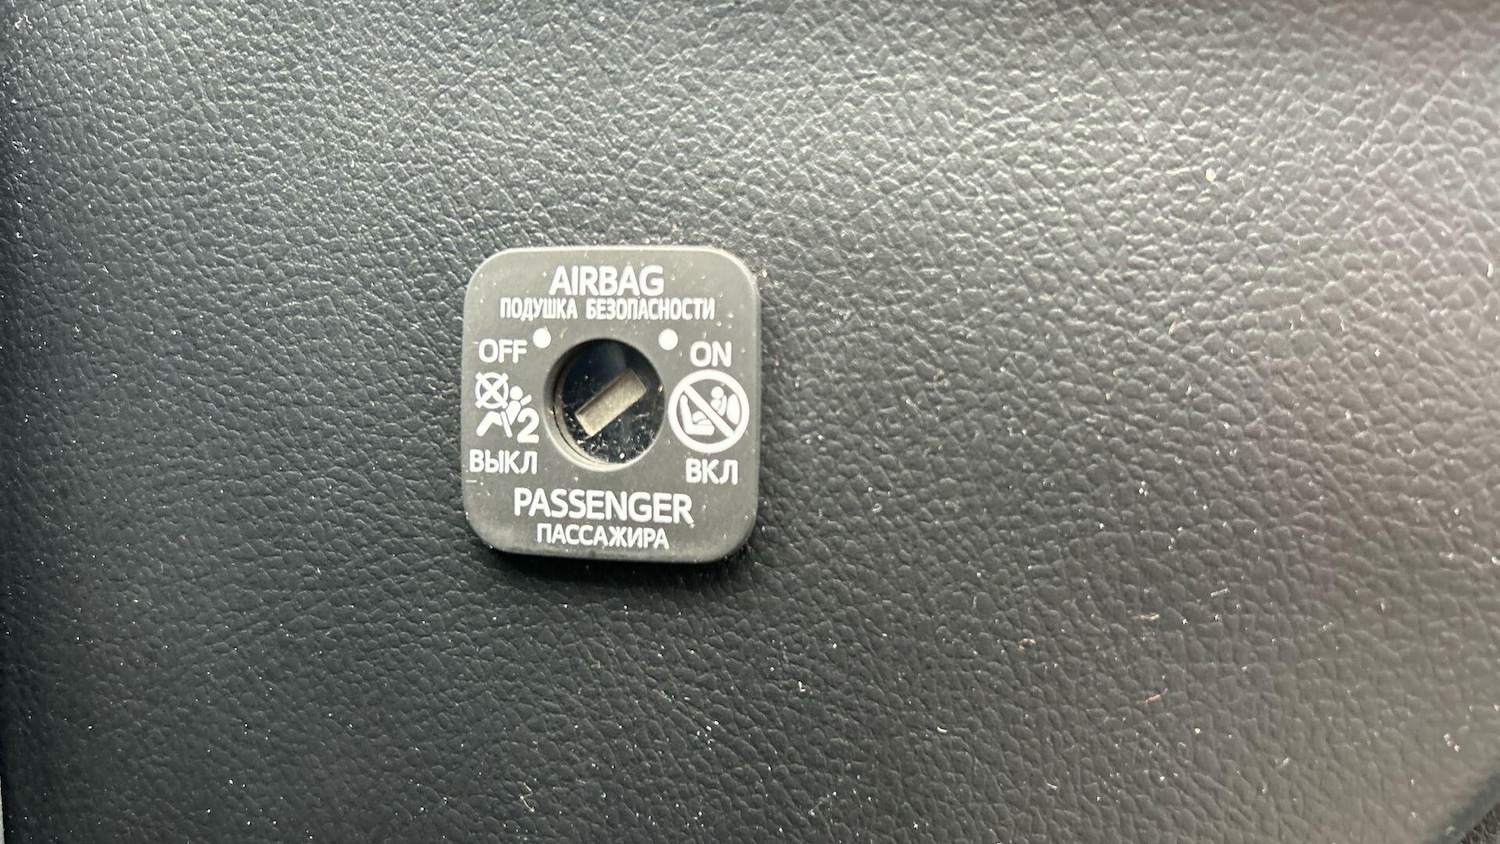 AIRBAG
ПОДУШКА БЕЗОПАСНОСТИ
OFF ON
2
ВЫКЛ ВКЛ
PASSENGER
ПАССАЖИРА